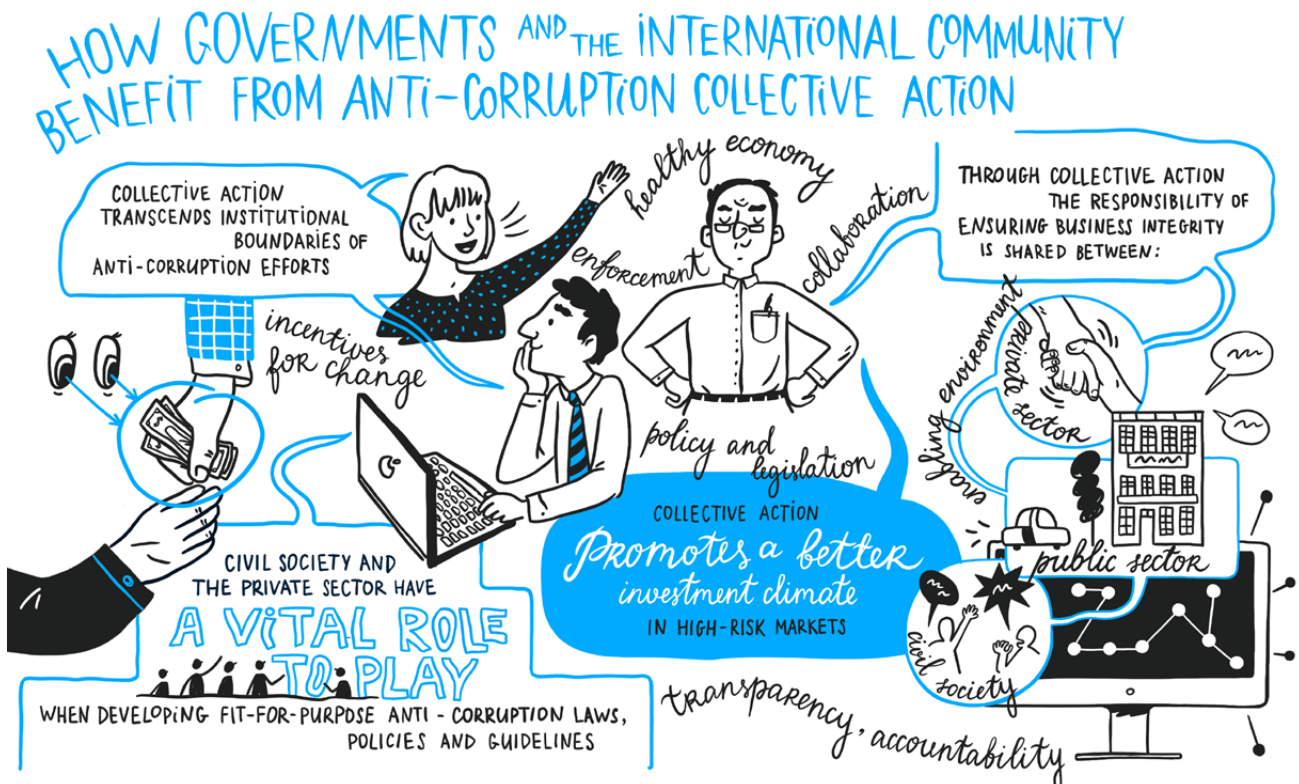 HOW GOVERNMENTS AND THE INTERNATIONAL COMMUNITY
BENEFIT FROM ANTI-CORRUPTION COLLECTIVE ACTION
COLLECTIVE ACTION
TRANSCENDS INSTITUTIONAL
BOUNDARIES OF
ANTI-CORRUPTION EFFORTS
healthy economy
enforcement
collaboration
THROUGH COLLECTIVE ACTION
THE RESPONSIBILITY OF
ENSURING BUSINESS INTEGRITY
IS SHARED BETWEEN:
incentives
for change
enabling environment
private sector
policy and
legislation
public sector
civil society
COLLECTIVE ACTION
Promotes a better
investment climate
IN HIGH-RISK MARKETS
CIVIL SOCIETY AND
THE PRIVATE SECTOR HAVE
A VITAL ROLE
TO PLAY
WHEN DEVELOPING FIT-FOR-PURPOSE ANTI-CORRUPTION LAWS,
POLICIES AND GUIDELINES
transparency, accountability